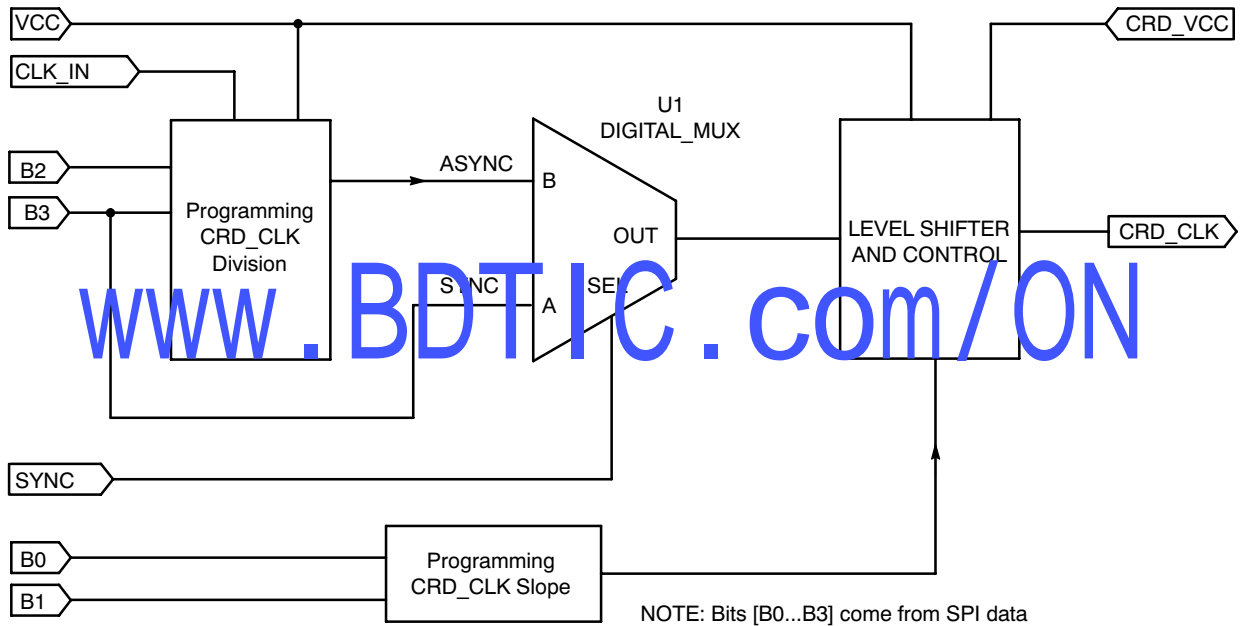 VCC
CRD_VCC
CLK_IN
U1
DIGITAL_MUX
B2
ASYNC
B
B3
Programming
CRD_CLK
Division
OUT
LEVEL SHIFTER
AND CONTROL
CRD_CLK
SYNC
A
SEL
www.BDTIC.com/ON
SYNC
B0
B1
Programming
CRD_CLK Slope
NOTE: Bits [B0...B3] come from SPI data